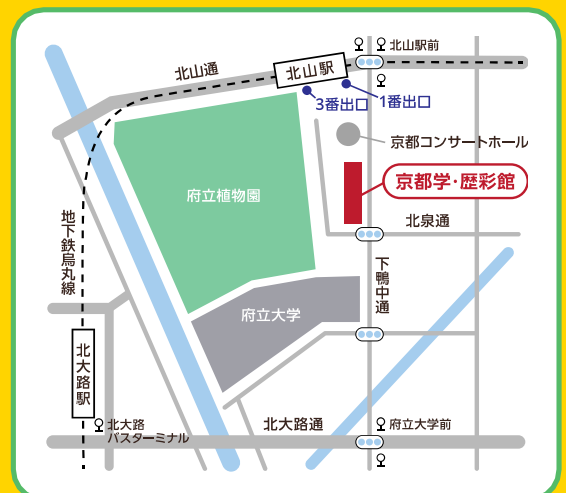 北山駅前
北山通
北山駅
3番出口
1番出口
京都コンサートホール
京都学・歴彩館
府立植物園
地下鉄烏丸線
北泉通
下鴨中通
府立大学
北大路駅
北大路
バスターミナル
北大路通
府立大学前